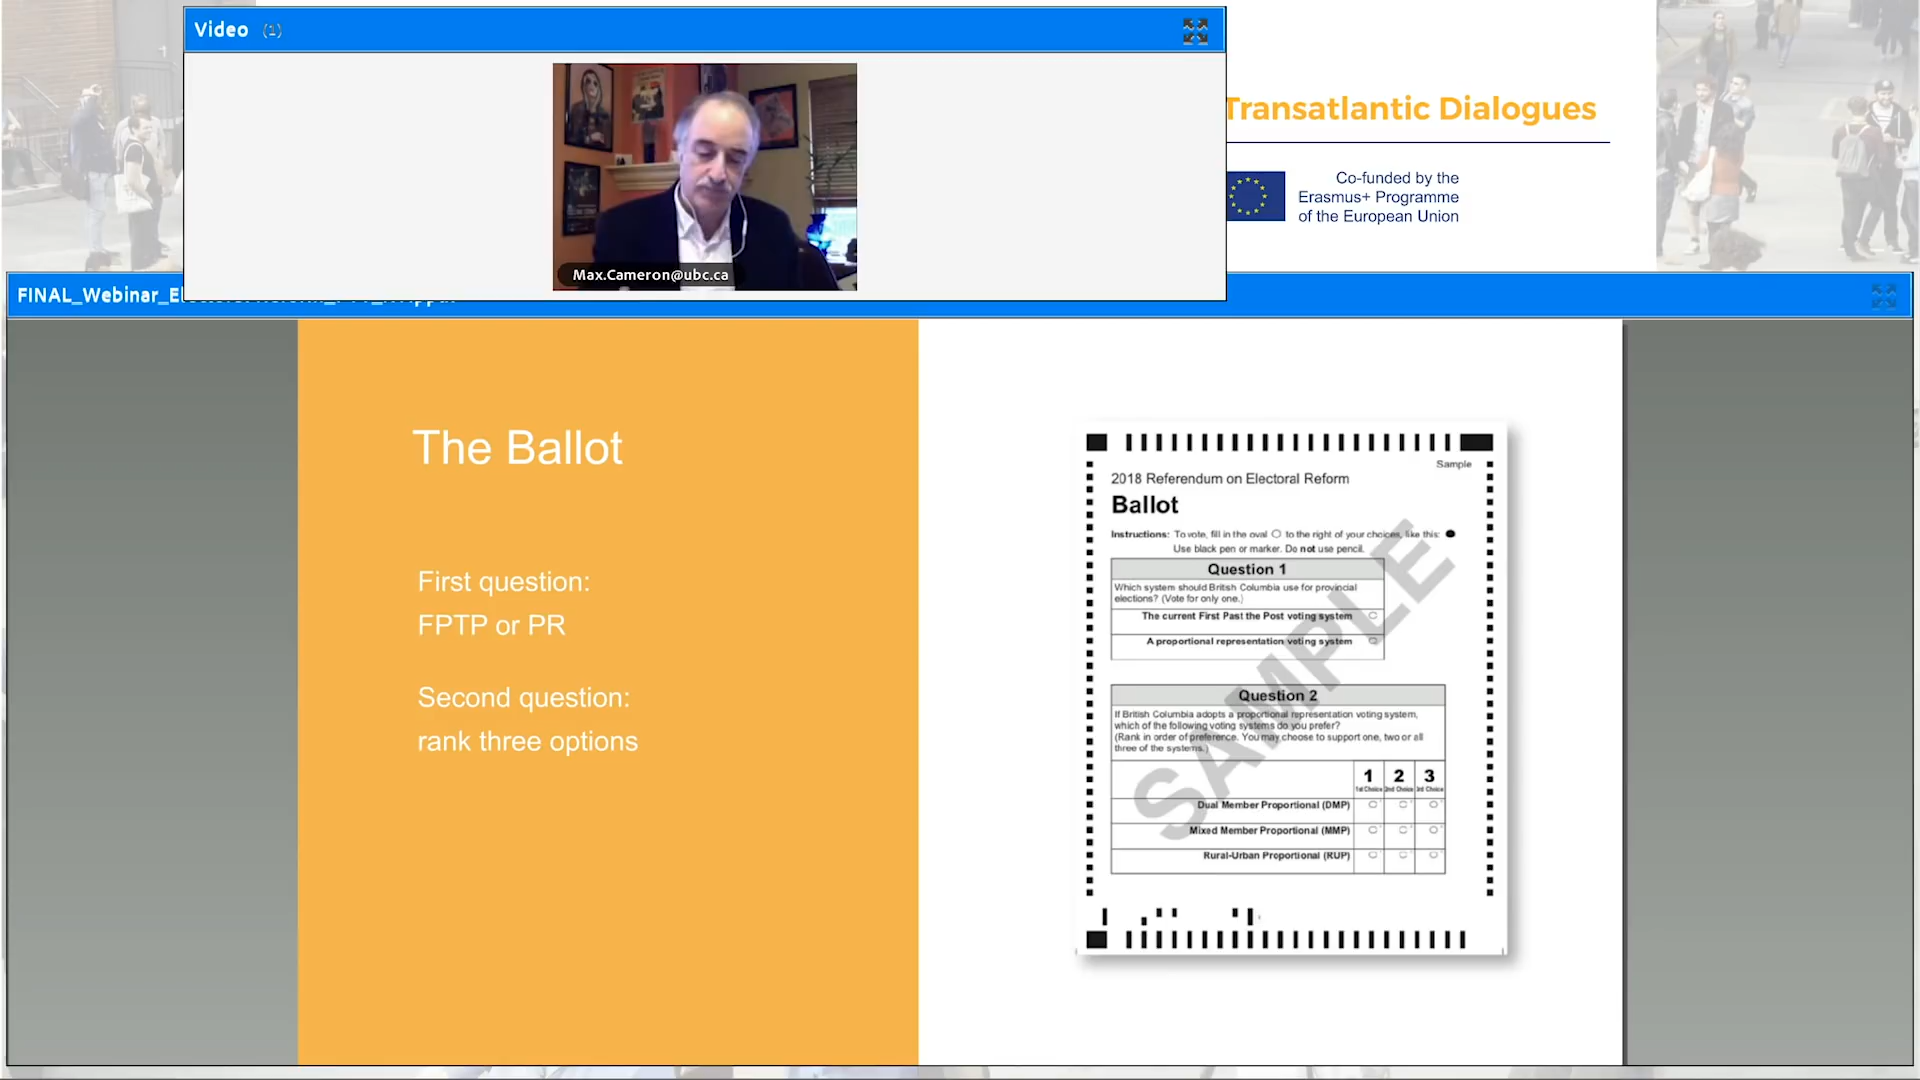 Video (1)
Max.Cameron@ubc.ca
Transatlantic Dialogues
Co-funded by the
Erasmus+ Programme
of the European Union
FINAL_Webinar_E
The Ballot
First question:
FPTP or PR
Second question:
rank three options
Sample
2018 Referendum on Electoral Reform
Ballot
Instructions: To vote, fill in the oval to the right of your choices, like this:
Use black pen or marker. Do not use pencil.
Question 1
Which system should British Columbia use for provincial
elections? (Vote for only one.)
The current First Past the Post voting system
A proportional representation voting system
Question 2
If British Columbia adopts a proportional representation voting system,
which of the following voting systems do you prefer?
(Rank in order of preference. You may choose to support one, two or all
three of the systems.)
1 2 3
1st Choice 2nd Choice 3rd Choice
Dual Member Proportional (DMP)
Mixed Member Proportional (MMP)
Rural-Urban Proportional (RUP)
SAMPLE